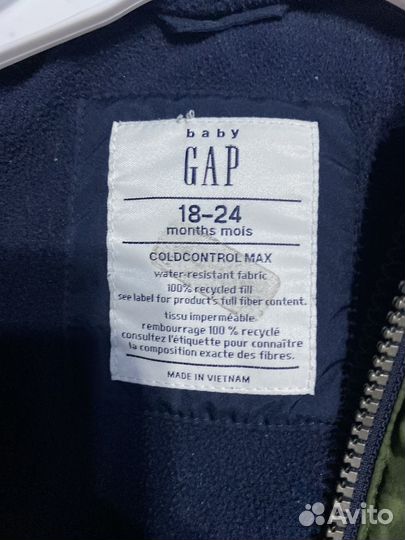 baby
GAP
18–24
months mois
COLDCONTROL MAX
water-resistant fabric
100% recycled fill
see label for product's full fiber content.
tissu imperméable
rembourrage 100 % recyclé
consultez l'étiquette pour connaître
la composition exacte des fibres.
MADE IN VIETNAM
Avito